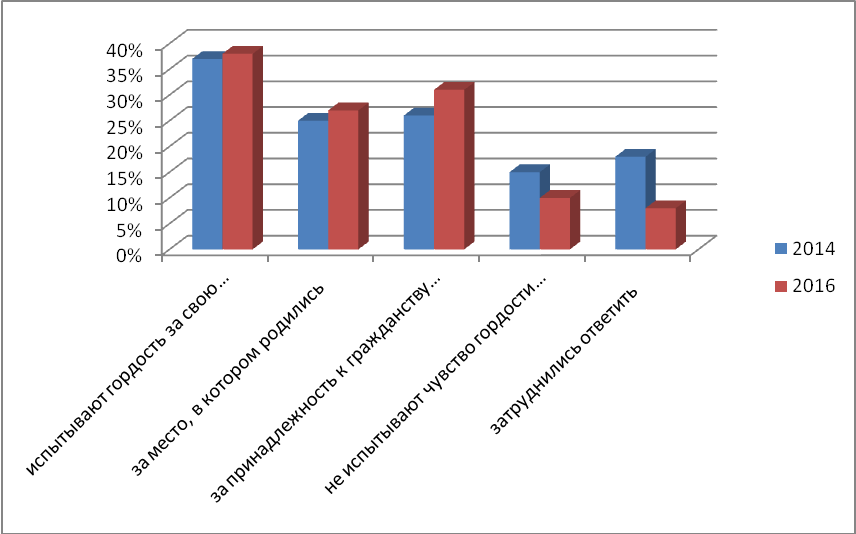 40%
35%
30%
25%
20%
15%
10%
5%
0%
испытывают гордость за свою...
за место, в котором родились
за принадлежность к гражданству...
не испытывают чувство гордости...
затруднились ответить
2014
2016